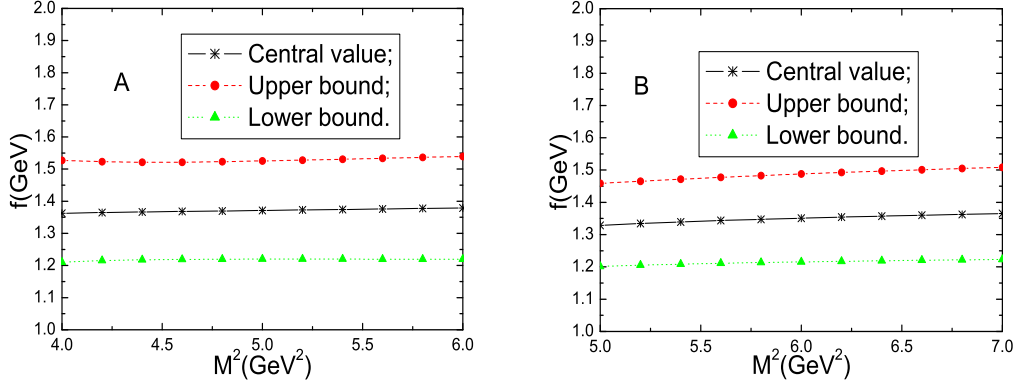 2.0
1.9
1.8
1.7
1.6
1.5
1.4
1.3
1.2
1.1
1.0
f(GeV)
A
Central value;
Upper bound;
Lower bound.
4.0 4.5 5.0 5.5 6.0
M²(GeV²)
2.0
1.9
1.8
1.7
1.6
1.5
1.4
1.3
1.2
1.1
1.0
f(GeV)
B
Central value;
Upper bound;
Lower bound.
5.0 5.5 6.0 6.5 7.0
M²(GeV²)